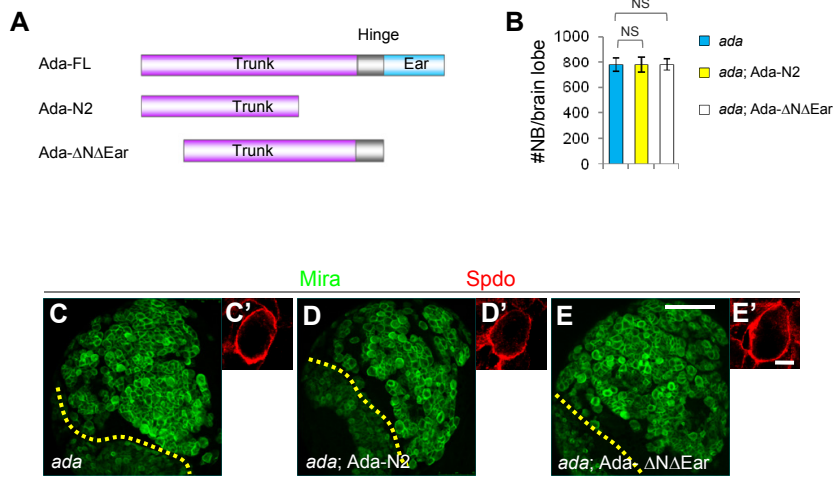 A
Hinge
Ada-FL
Trunk
Ear
Ada-N2
Trunk
Ada-ΔNΔEar
Trunk
B
NS
NS
1000
800
600
400
200
0
#NB/brain lobe
ada
ada; Ada-N2
ada; Ada-ΔNΔEar
Mira Spdo
C
C'
D
D'
E
E'
ada
ada; Ada-N2
ada; Ada- ΔNΔEar